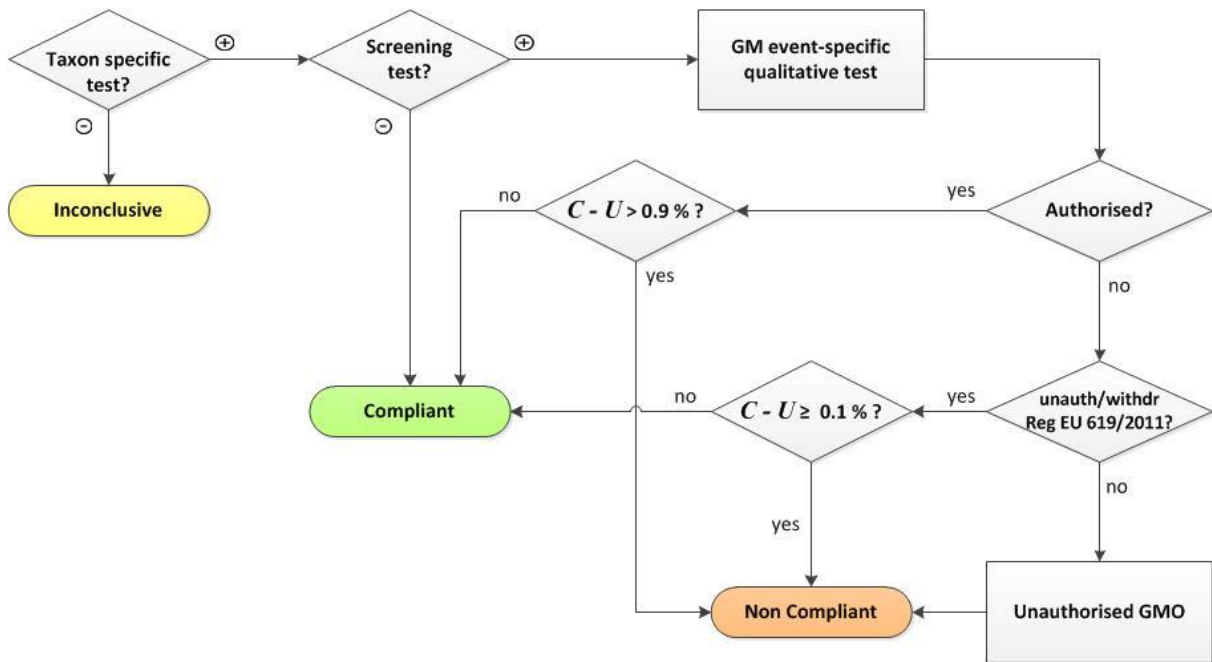 Taxon specific
test?
⊕
Screening
test?
⊕
GM event-specific
qualitative test
⊖
⊖
Inconclusive
no
C - U > 0.9 % ?
yes
Authorised?
yes
no
Compliant
no
C - U ≥ 0.1 % ?
yes
unauth/withdr
Reg EU 619/2011?
yes
no
Non Compliant
Unauthorised GMO